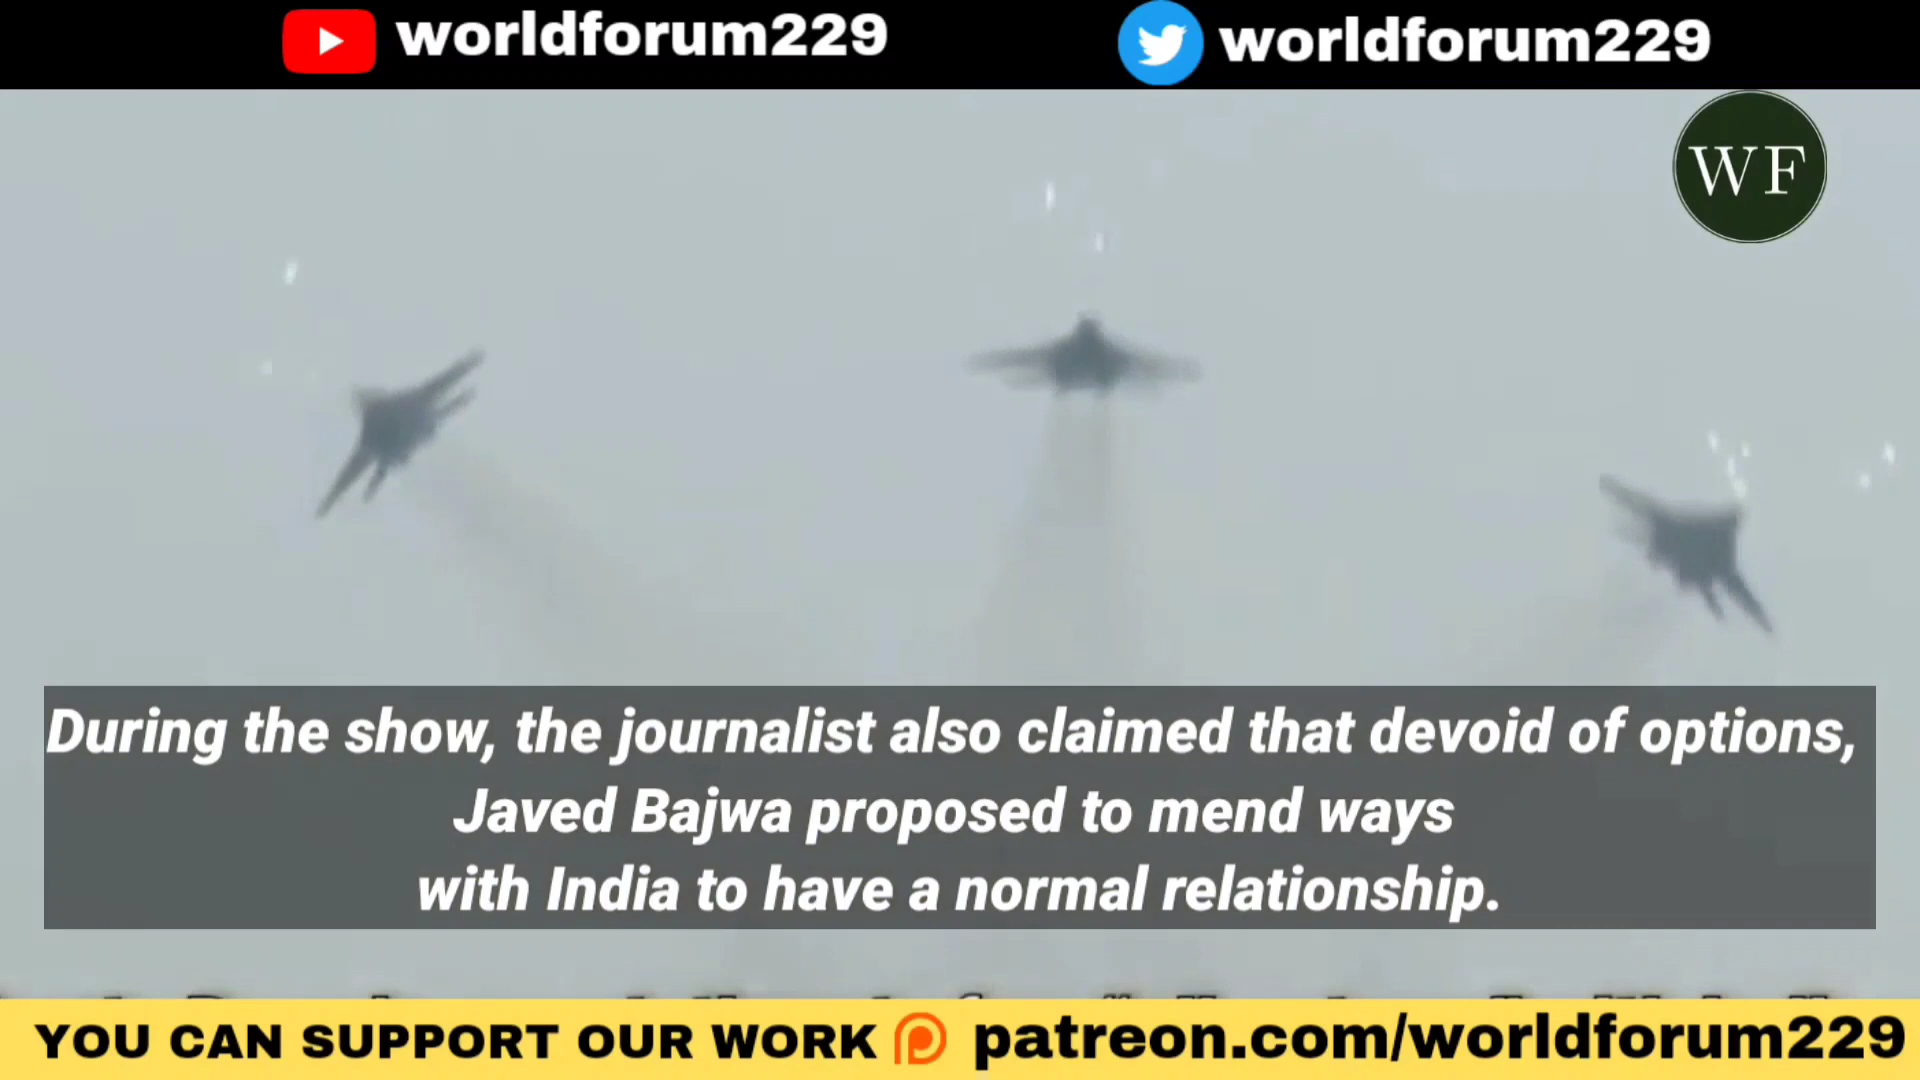 worldforum229
worldforum229
WF
During the show, the journalist also claimed that devoid of options,
Javed Bajwa proposed to mend ways
with India to have a normal relationship.
YOU CAN SUPPORT OUR WORK patreon.com/worldforum229